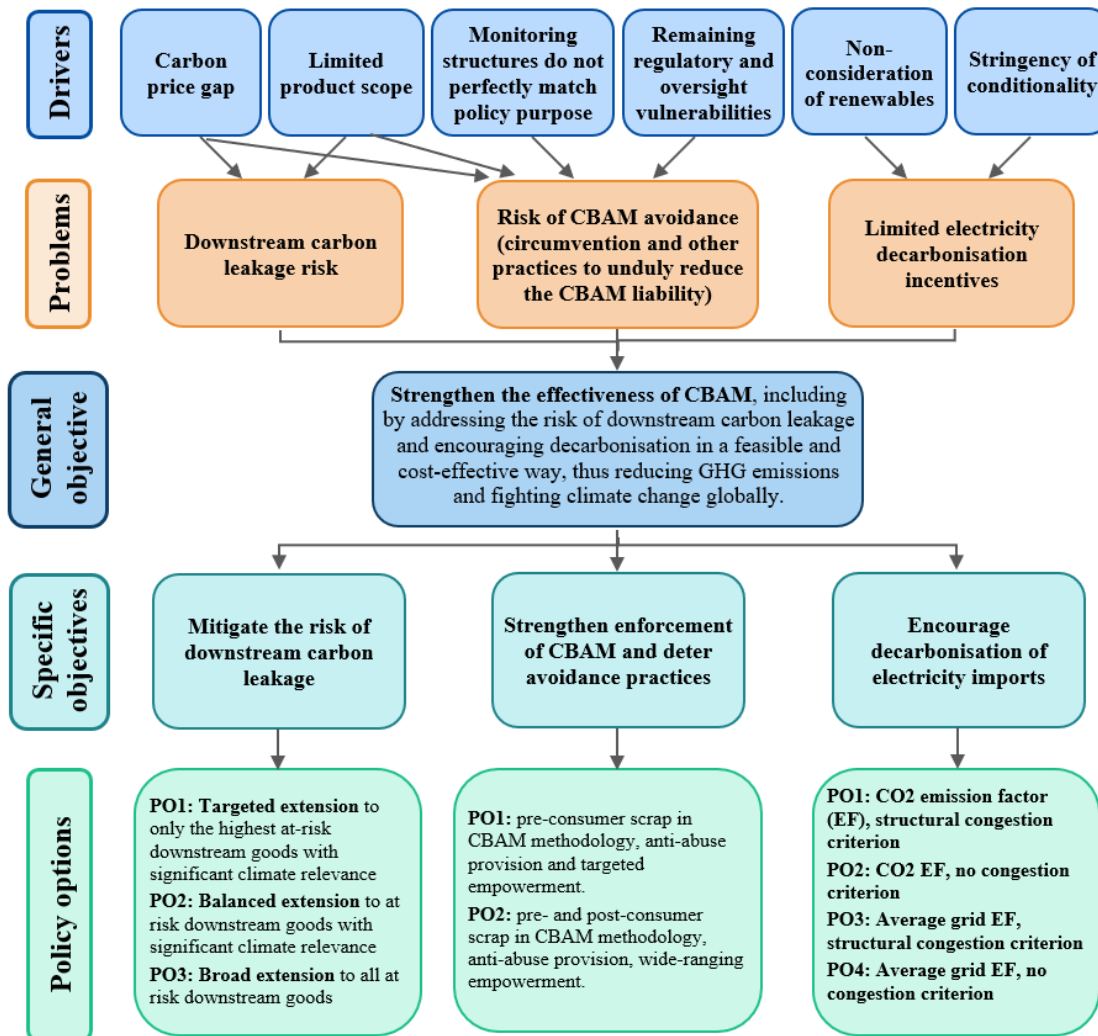 Drivers
Carbon
price gap
Limited
product scope
Monitoring
structures do not
perfectly match
policy purpose
Remaining
regulatory and
oversight
vulnerabilities
Non-
consideration
of renewables
Stringency of
conditionality
Problems
Downstream carbon
leakage risk
Risk of CBAM avoidance
(circumvention and other
practices to unduly reduce
the CBAM liability)
Limited electricity
decarbonisation
incentives
General
objective
Strengthen the effectiveness of CBAM, including
by addressing the risk of downstream carbon leakage
and encouraging decarbonisation in a feasible and
cost-effective way, thus reducing GHG emissions
and fighting climate change globally.
Specific
objectives
Mitigate the risk of
downstream carbon
leakage
Strengthen enforcement
of CBAM and deter
avoidance practices
Encourage
decarbonisation of
electricity imports
Policy options
PO1: Targeted extension to
only the highest at-risk
downstream goods with
significant climate relevance
PO2: Balanced extension to at
risk downstream goods with
significant climate relevance
PO3: Broad extension to all at
risk downstream goods
PO1: pre-consumer scrap in
CBAM methodology, anti-abuse
provision and targeted
empowerment.
PO2: pre- and post-consumer
scrap in CBAM methodology,
anti-abuse provision, wide-ranging
empowerment.
PO1: CO2 emission factor
(EF), structural congestion
criterion
PO2: CO2 EF, no congestion
criterion
PO3: Average grid EF,
structural congestion criterion
PO4: Average grid EF, no
congestion criterion